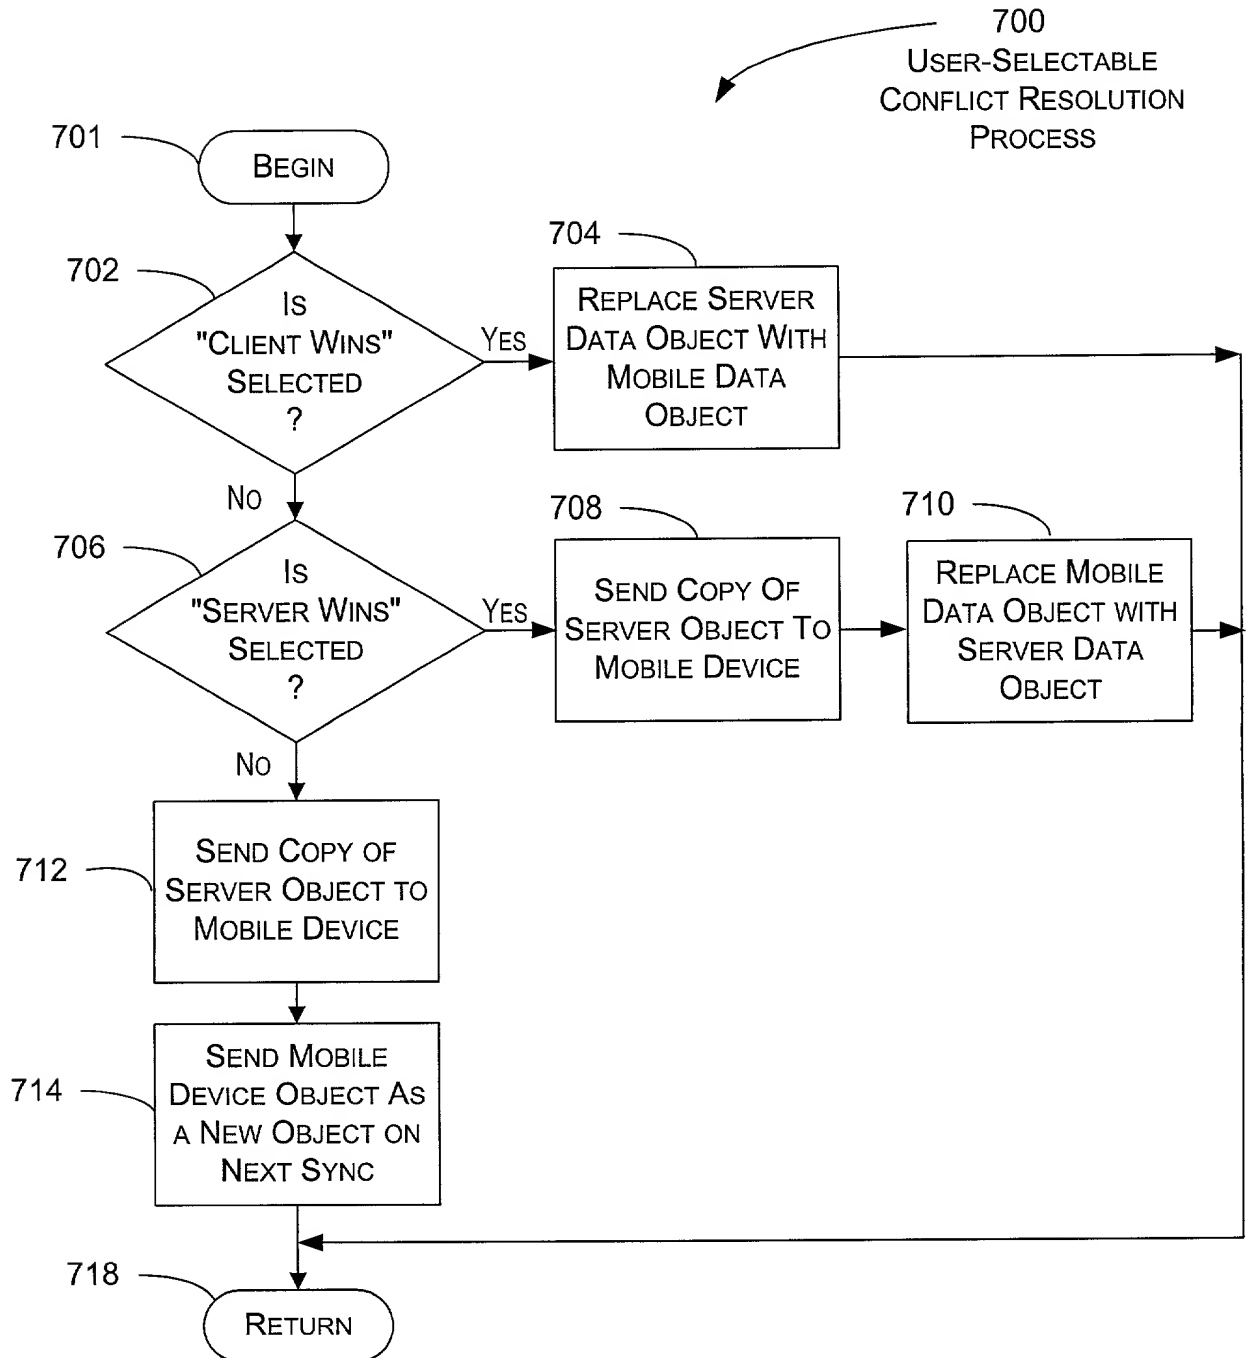 700
USER-SELECTABLE
CONFLICT RESOLUTION
PROCESS
701
BEGIN
702
IS
"CLIENT WINS"
SELECTED
?
YES
704
REPLACE SERVER
DATA OBJECT WITH
MOBILE DATA
OBJECT
NO
706
IS
"SERVER WINS"
SELECTED
?
YES
708
SEND COPY OF
SERVER OBJECT TO
MOBILE DEVICE
710
REPLACE MOBILE
DATA OBJECT WITH
SERVER DATA
OBJECT
NO
712
SEND COPY OF
SERVER OBJECT TO
MOBILE DEVICE
714
SEND MOBILE
DEVICE OBJECT AS
A NEW OBJECT ON
NEXT SYNC
718
RETURN